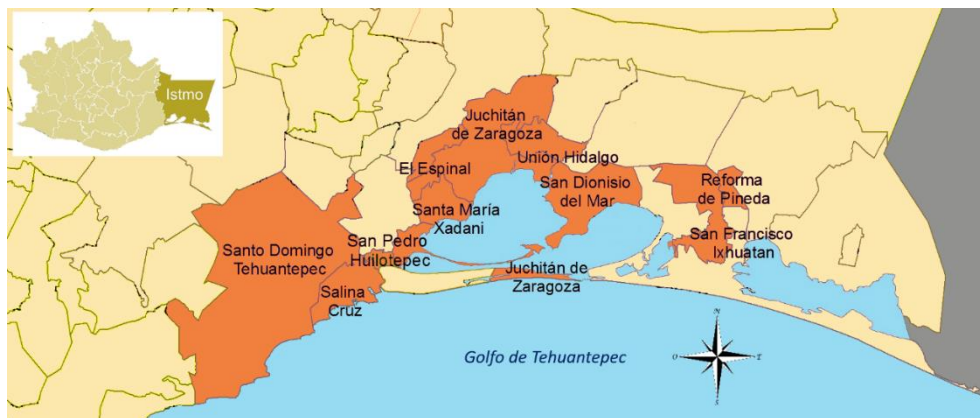 Istmo
Juchitán
de Zaragoza
Unión Hidalgo
El Espinal
San Dionisio
del Mar
Reforma
de Pineda
Santa María
Xadani
San Francisco
Ixhuatan
San Pedro
Huilotepec
Santo Domingo
Tehuantepec
Juchitán de
Zaragoza
Salina
Cruz
Golfo de Tehuantepec
N
O
E
S